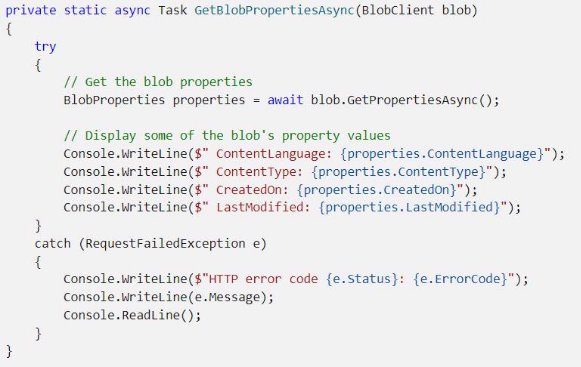 private static async Task GetBlobPropertiesAsync(BlobClient blob)
{
    try
    {
        // Get the blob properties
        BlobProperties properties = await blob.GetPropertiesAsync();

        // Display some of the blob's property values
        Console.WriteLine($" ContentLanguage: {properties.ContentLanguage}");
        Console.WriteLine($" ContentType: {properties.ContentType}");
        Console.WriteLine($" CreatedOn: {properties.CreatedOn}");
        Console.WriteLine($" LastModified: {properties.LastModified}");
    }
    catch (RequestFailedException e)
    {
        Console.WriteLine($"HTTP error code {e.Status}: {e.ErrorCode}");
        Console.WriteLine(e.Message);
        Console.ReadLine();
    }
}